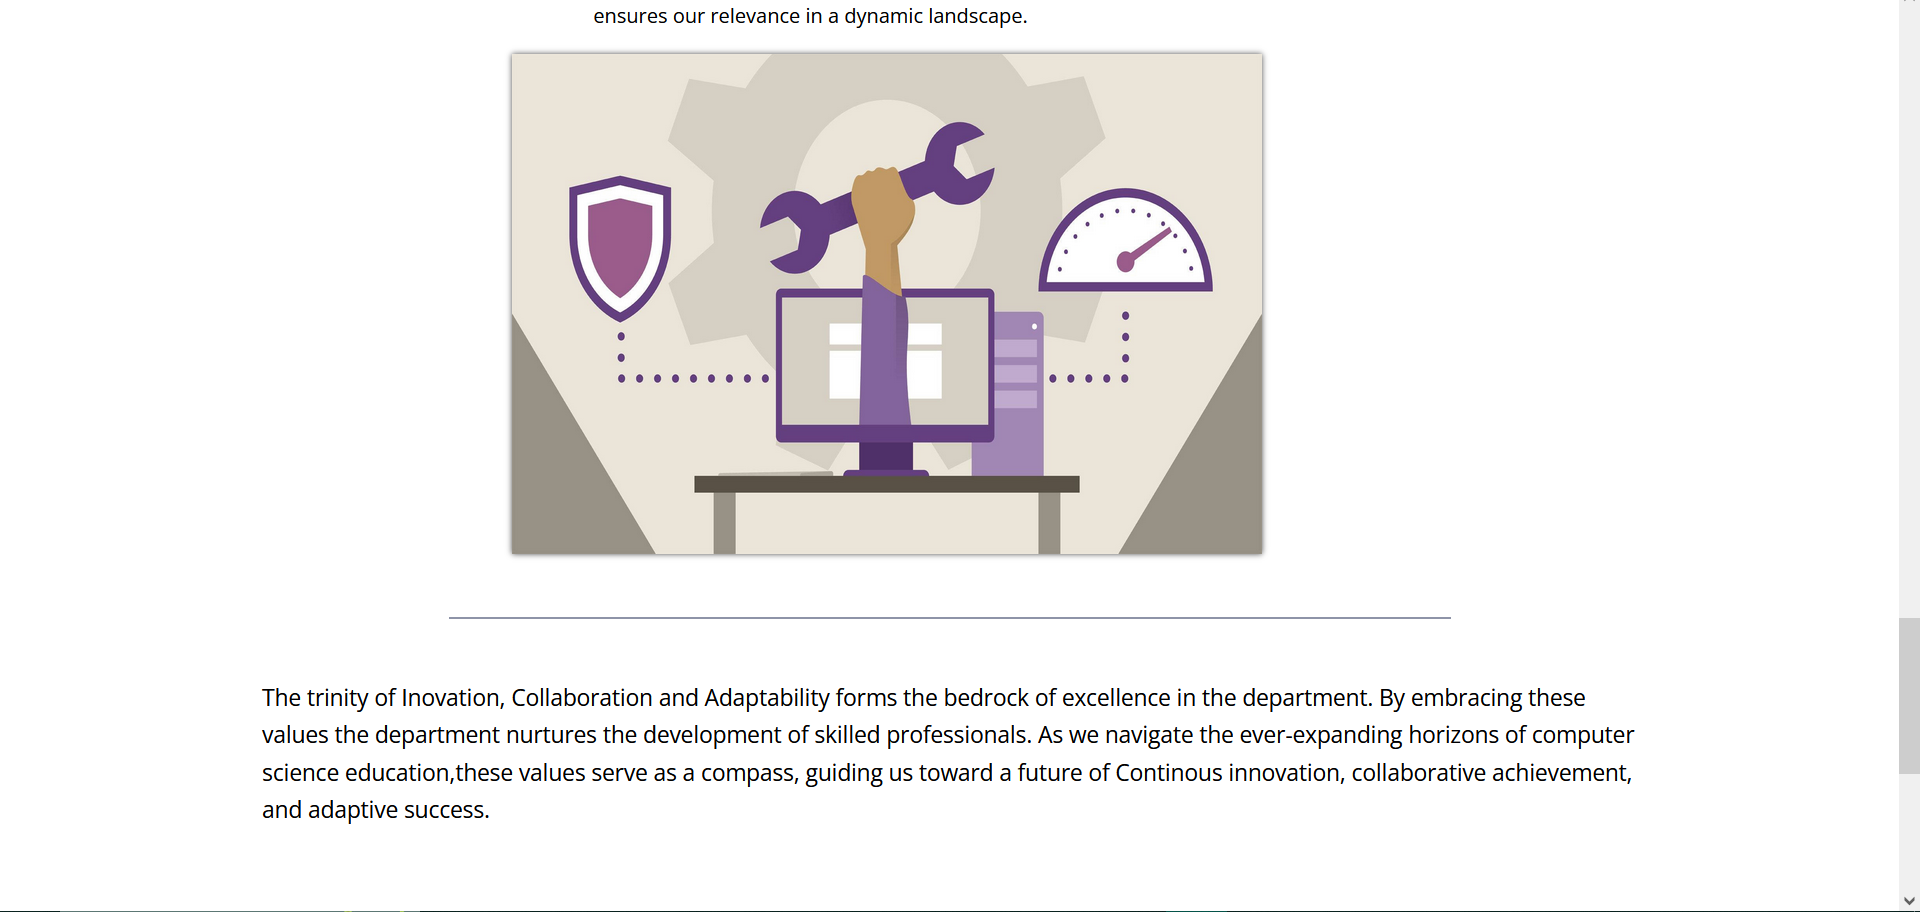 ensures our relevance in a dynamic landscape.
The trinity of Inovation, Collaboration and Adaptability forms the bedrock of excellence in the department. By embracing these
values the department nurtures the development of skilled professionals. As we navigate the ever-expanding horizons of computer
science education,these values serve as a compass, guiding us toward a future of Continous innovation, collaborative achievement,
and adaptive success.